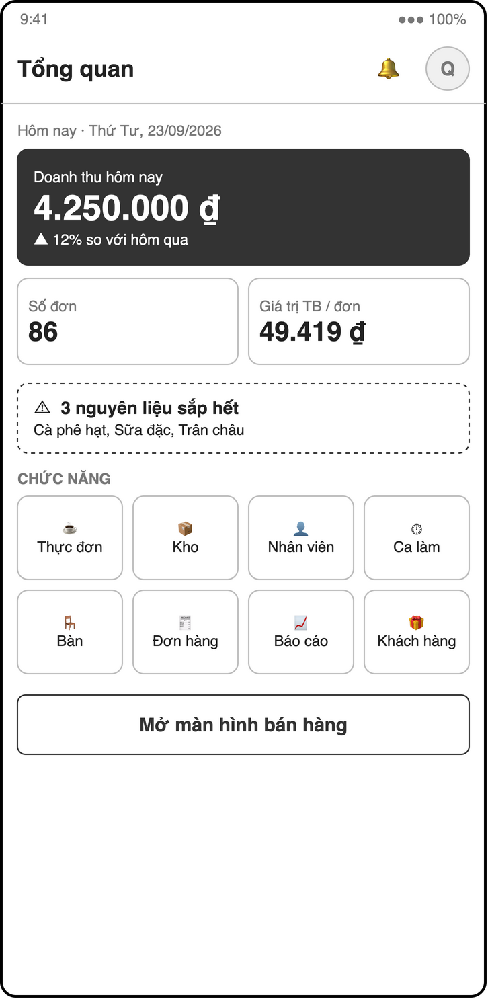 9:41 ●●● 100%
Tổng quan
Q
Hôm nay · Thứ Tư, 23/09/2026
Doanh thu hôm nay
4.250.000 ₫
▲ 12% so với hôm qua
Số đơn
86
Giá trị TB / đơn
49.419 ₫
⚠ 3 nguyên liệu sắp hết
Cà phê hạt, Sữa đặc, Trân châu
CHỨC NĂNG
Thực đơn
Kho
Nhân viên
Ca làm
Bàn
Đơn hàng
Báo cáo
Khách hàng
Mở màn hình bán hàng